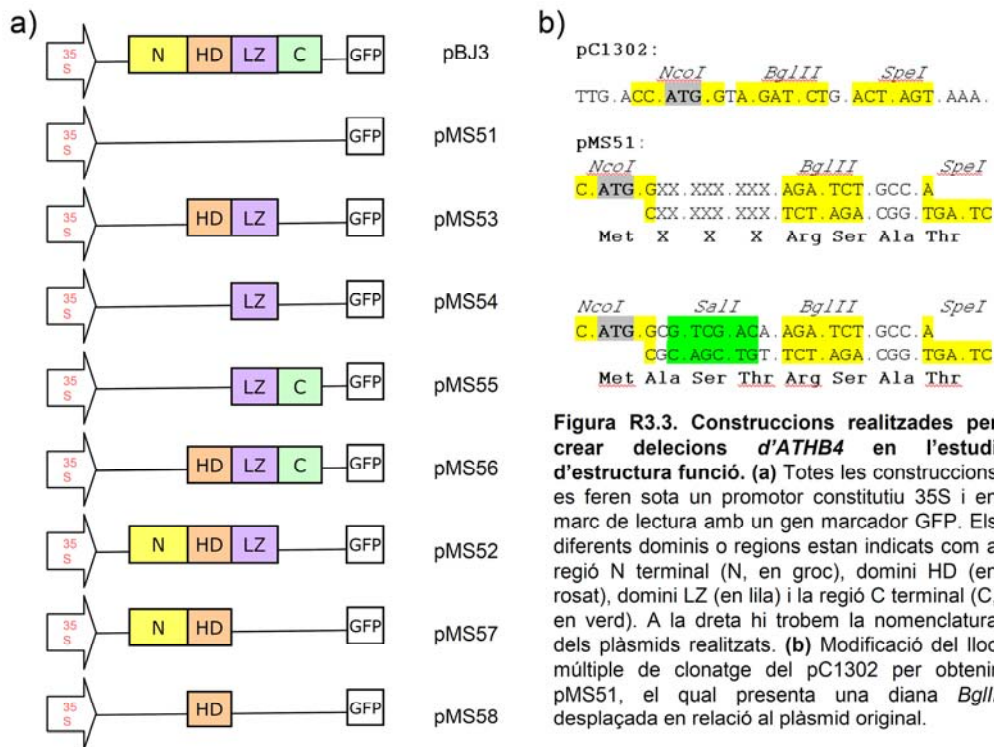 a)
35 S N HD LZ C GFP pBJ3
35 S GFP pMS51
35 S HD LZ GFP pMS53
35 S LZ GFP pMS54
35 S LZ C GFP pMS55
35 S HD LZ C GFP pMS56
35 S N HD LZ GFP pMS52
35 S N HD GFP pMS57
35 S HD GFP pMS58
b)
pC1302:
NcoI BglII SpeI
TTG.ACC.ATG.GTA.GAT.CTG.ACT.AGT.AAA.
pMS51:
NcoI BglII SpeI
C.ATG.GXX.XXX.XXX.AGA.TCT.GCC.A
CXX.XXX.XXX.TCT.AGA.CGG.TGA.TC
Met X X X Arg Ser Ala Thr
NcoI SalI BglII SpeI
C.ATG.GCG.TCG.ACA.AGA.TCT.GCC.A
CGC.AGC.TGT.TCT.AGA.CGG.TGA.TC
Met Ala Ser Thr Arg Ser Ala Thr
Figura R3.3. Construccions realitzades per
crear delecions d'ATHB4 en l'estudi
d'estructura funció. (a) Totes les construccions
es feren sota un promotor constitutiu 35S i en
marc de lectura amb un gen marcador GFP. Els
diferents dominis o regions estan indicats com a
regió N terminal (N, en groc), domini HD (en
rosat), domini LZ (en lila) i la regió C terminal (C,
en verd). A la dreta hi trobem la nomenclatura
dels plàsmids realitzats. (b) Modificació del lloc
múltiple de clonatge del pC1302 per obtenir
pMS51, el qual presenta una diana BglII
desplaçada en relació al plàsmid original.